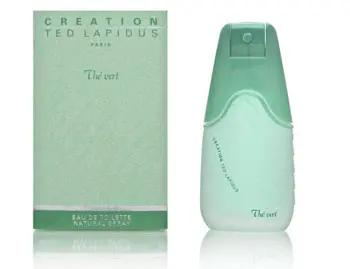 CREATION
TED LAPIDUS
PARIS
Thé vert
EAU DE TOILETTE
NATURAL SPRAY
CREATION TED LAPIDUS
Thé vert